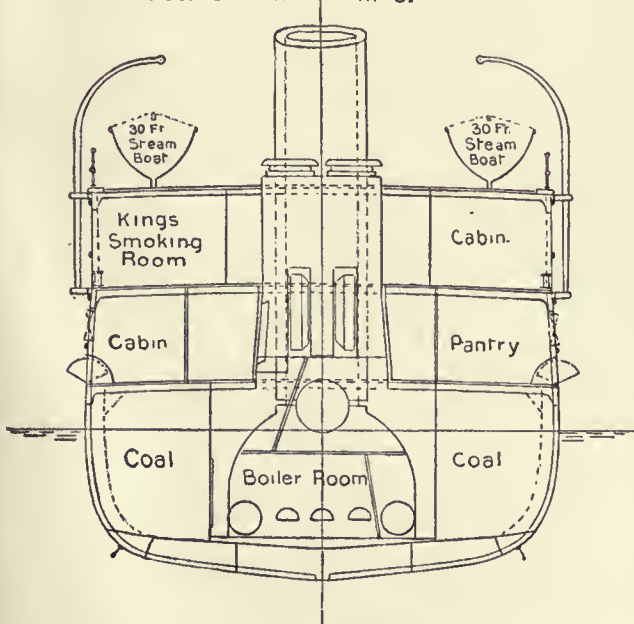 30 Ft.
Steam
Boat
30 Ft.
Steam
Boat
Kings
Smoking
Room
Cabin.
Cabin
Pantry
Coal
Boiler Room
Coal